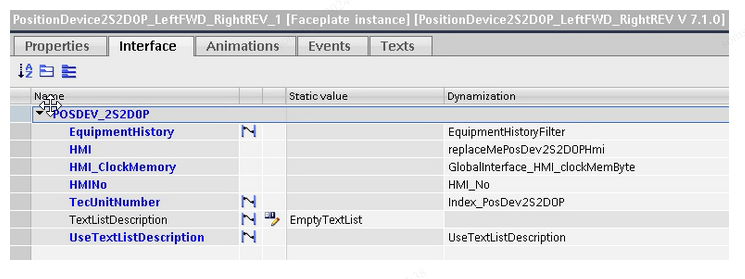 PositionDevice2S2D0P_LeftFWD_RightREV_1 [Faceplate instance] [PositionDevice2S2D0P_LeftFWD_RightREV V 7.1.0]
Properties Interface Animations Events Texts
Name Static value Dynamization
POSDEV_2S2D0P
EquipmentHistory EquipmentHistoryFilter
HMI replaceMePosDev2S2D0PHmi
HMI_ClockMemory GlobalInterface_HMI_clockMemByte
HMINo HMI_No
TecUnitNumber Index_PosDev2S2D0P
TextListDescription EmptyTextList
UseTextListDescription UseTextListDescription